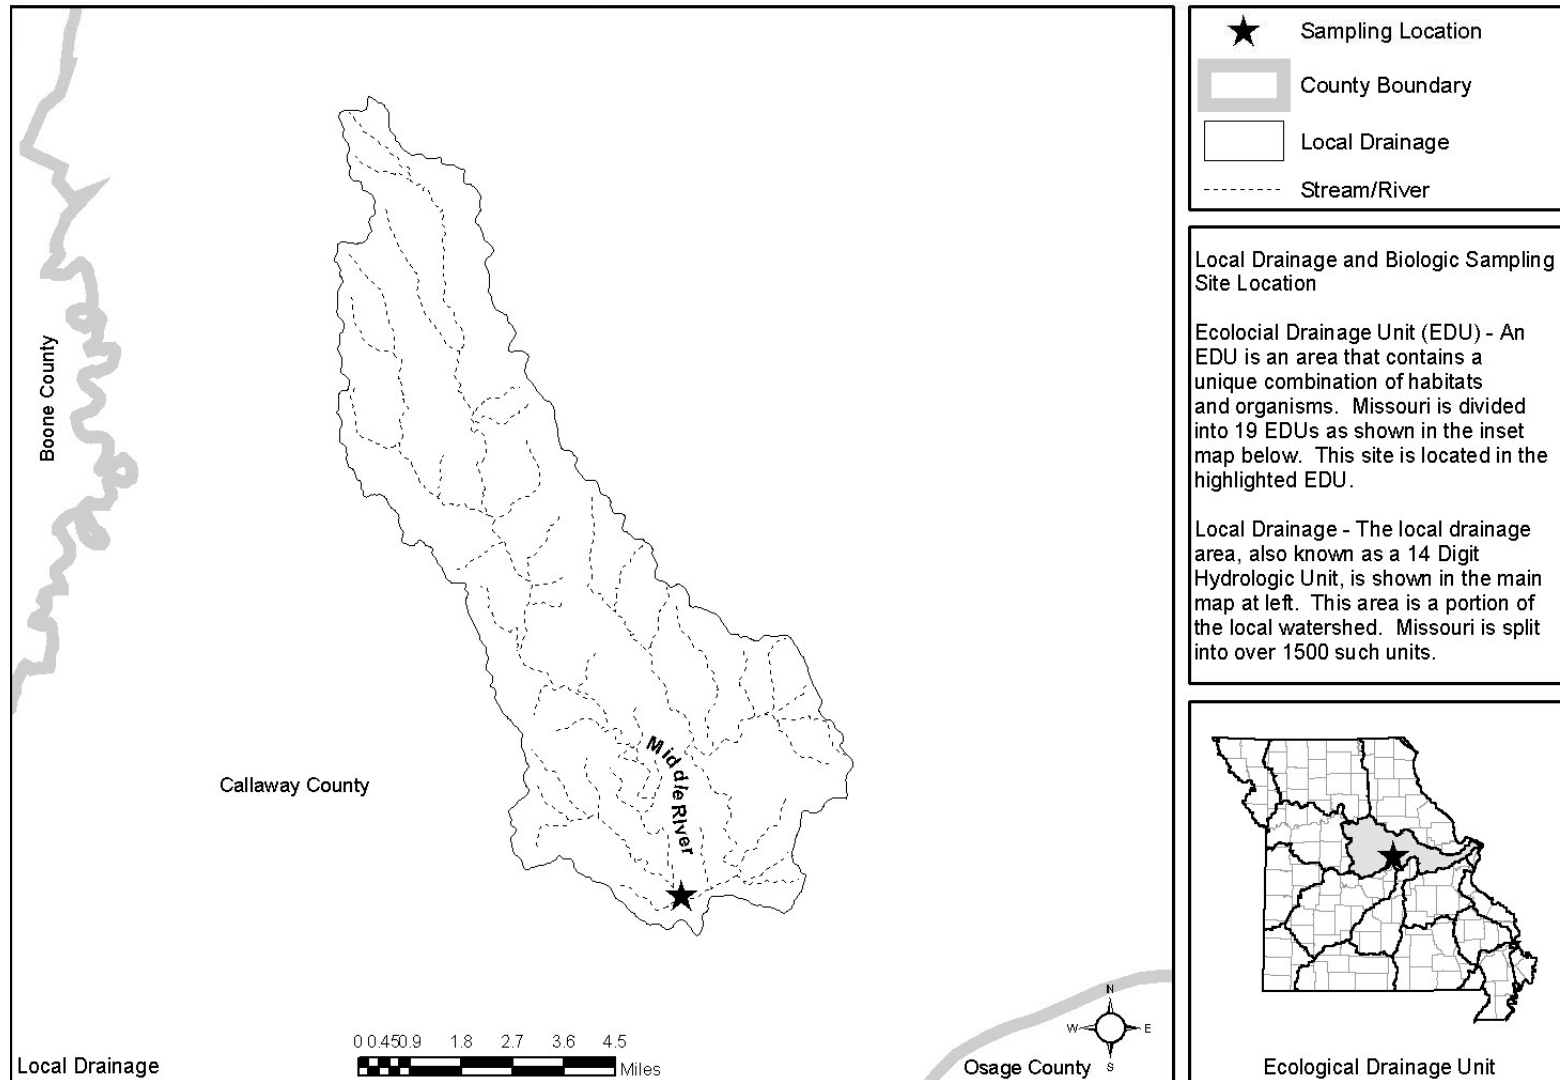 Sampling Location
County Boundary
Local Drainage
Stream/River
Local Drainage and Biologic Sampling
Site Location
Ecolocial Drainage Unit (EDU) - An
EDU is an area that contains a
unique combination of habitats
and organisms. Missouri is divided
into 19 EDUs as shown in the inset
map below. This site is located in the
highlighted EDU.
Local Drainage - The local drainage
area, also known as a 14 Digit
Hydrologic Unit, is shown in the main
map at left. This area is a portion of
the local watershed. Missouri is split
into over 1500 such units.
Boone County
Middle River
Callaway County
N
W E
S
0 0.45 0.9 1.8 2.7 3.6 4.5
Miles
Local Drainage
Osage County
Ecological Drainage Unit